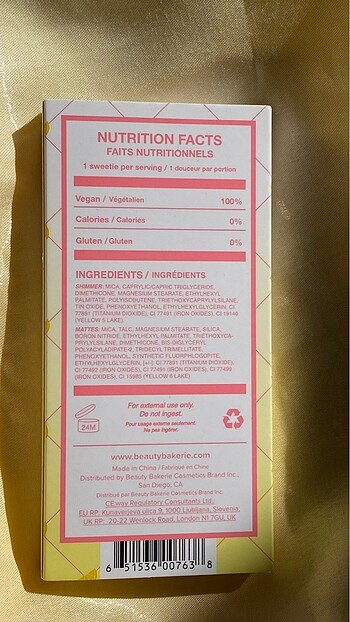 NUTRITION FACTS
FAITS NUTRITIONNELS
1 sweetie per serving / 1 douceur par portion
Vegan / Végétalien 100%
Calories / Calories 0%
Gluten / Gluten 0%
INGREDIENTS / INGRÉDIENTS
SHIMMER: MICA, CAPRYLIC/CAPRIC TRIGLYCERIDE,
DIMETHICONE, MAGNESIUM STEARATE, ETHYLHEXYL
PALMITATE, POLYISOBUTENE, TRIETHOXYCAPRYLYLSILANE,
TIN OXIDE, PHENOXYETHANOL, ETHYLHEXYLGLYCERIN, CI
77891 (TITANIUM DIOXIDE), CI 77491 (IRON OXIDES), CI 19140
(YELLOW 5 LAKE).
MATTES: MICA, TALC, MAGNESIUM STEARATE, SILICA,
BORON NITRIDE, ETHYLHEXYL PALMITATE, TRIETHOXYCA-
PRYLYLSILANE, DIMETHICONE, BIS-DIGLYCERYL
POLYACYLADIPATE-2, TRIDECYL TRIMELLITATE,
PHENOXYETHANOL, SYNTHETIC FLUORPHLOGOPITE,
ETHYLHEXYLGLYCERIN, [+/-]: CI 77891 (TITANIUM DIOXIDE),
CI 77492 (IRON OXIDES), CI 77491 (IRON OXIDES), CI 77499
(IRON OXIDES), CI 15985 (YELLOW 6 LAKE).
24M
For external use only.
Do not ingest.
Pour usage externe seulement.
Ne pas ingérer.
www.beautybakerie.com
Made in China / Fabriqué en Chine
Distributed by Beauty Bakerie Cosmetics Brand Inc.,
San Diego, CA
Distribué par Beauty Bakerie Cosmetics Brand Inc.
CEway Regulatory Consultants Ltd.
EU RP: Kunaverjeva ulica 9, 1000 Ljubljana, Slovenia,
UK RP: 20-22 Wenlock Road, London N1 7GU, UK
6 51536 00763 8